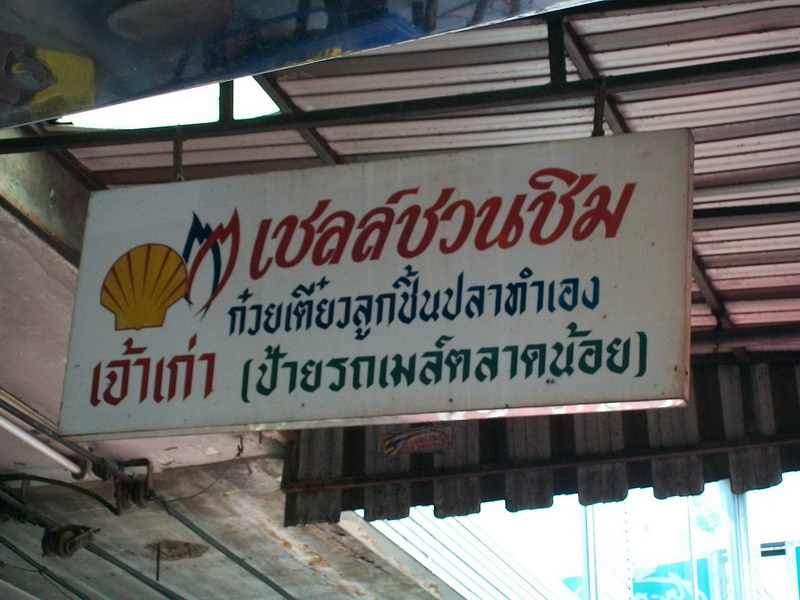 เชลล์ชวนชิม
ก๋วยเตี๋ยวลูกชิ้นปลาทำเอง
เจ้าเก่า (ป้ายรถเมล์ตลาดน้อย)